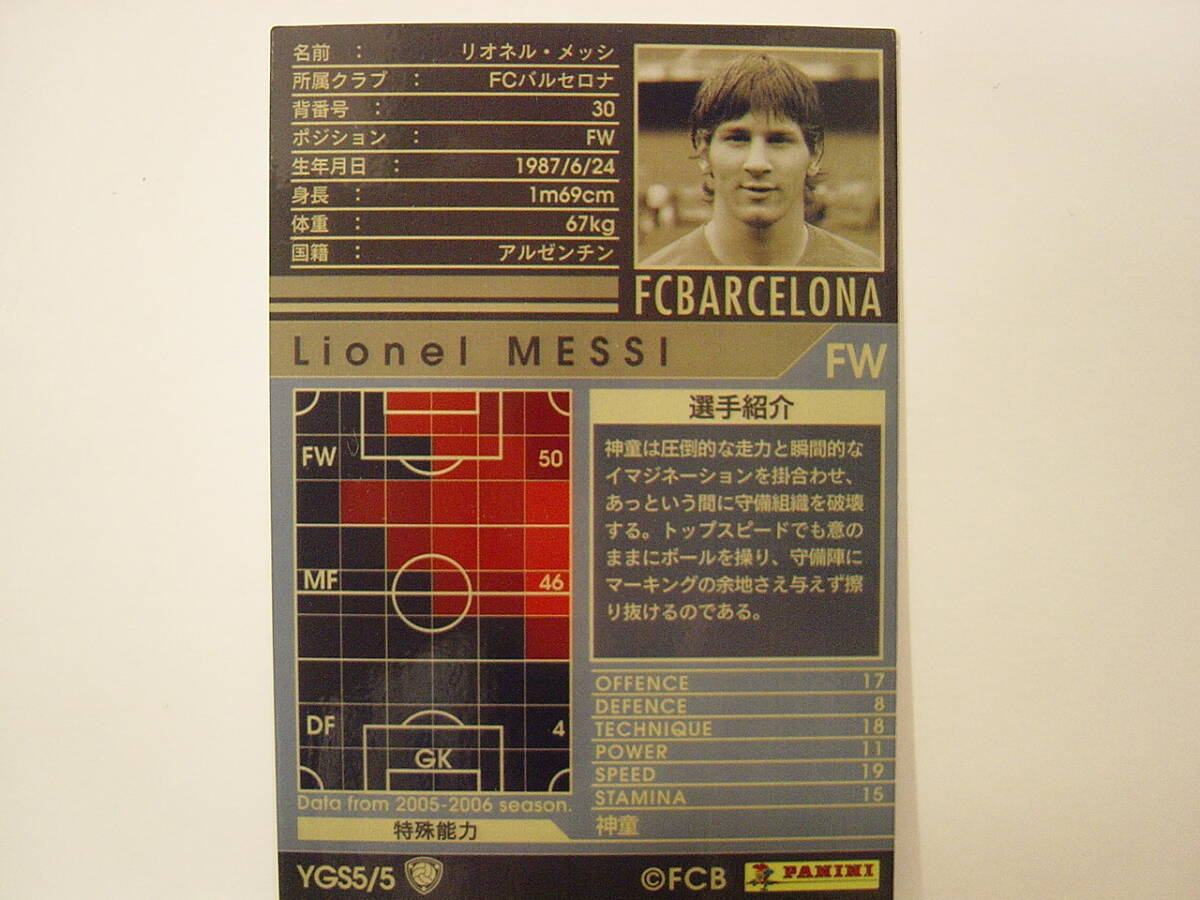 名前 : リオネル・メッシ
所属クラブ : FCバルセロナ
背番号 : 30
ポジション : FW
生年月日 : 1987/6/24
身長 : 1m69cm
体重 : 67kg
国籍 : アルゼンチン
FCBARCELONA
Lionel MESSI
FW
FW 50
MF 46
DF 4
GK
Data from 2005-2006 season.
選手紹介
神童は圧倒的な走力と瞬間的な
イマジネーションを掛合わせ、
あっという間に守備組織を破壊
する。トップスピードでも意の
ままにボールを操り、守備陣に
マーキングの余地さえ与えず擦
り抜けるのである。
OFFENCE 17
DEFENCE 8
TECHNIQUE 18
POWER 11
SPEED 19
STAMINA 15
特殊能力 神童
YGS5/5
©FCB
PANINI